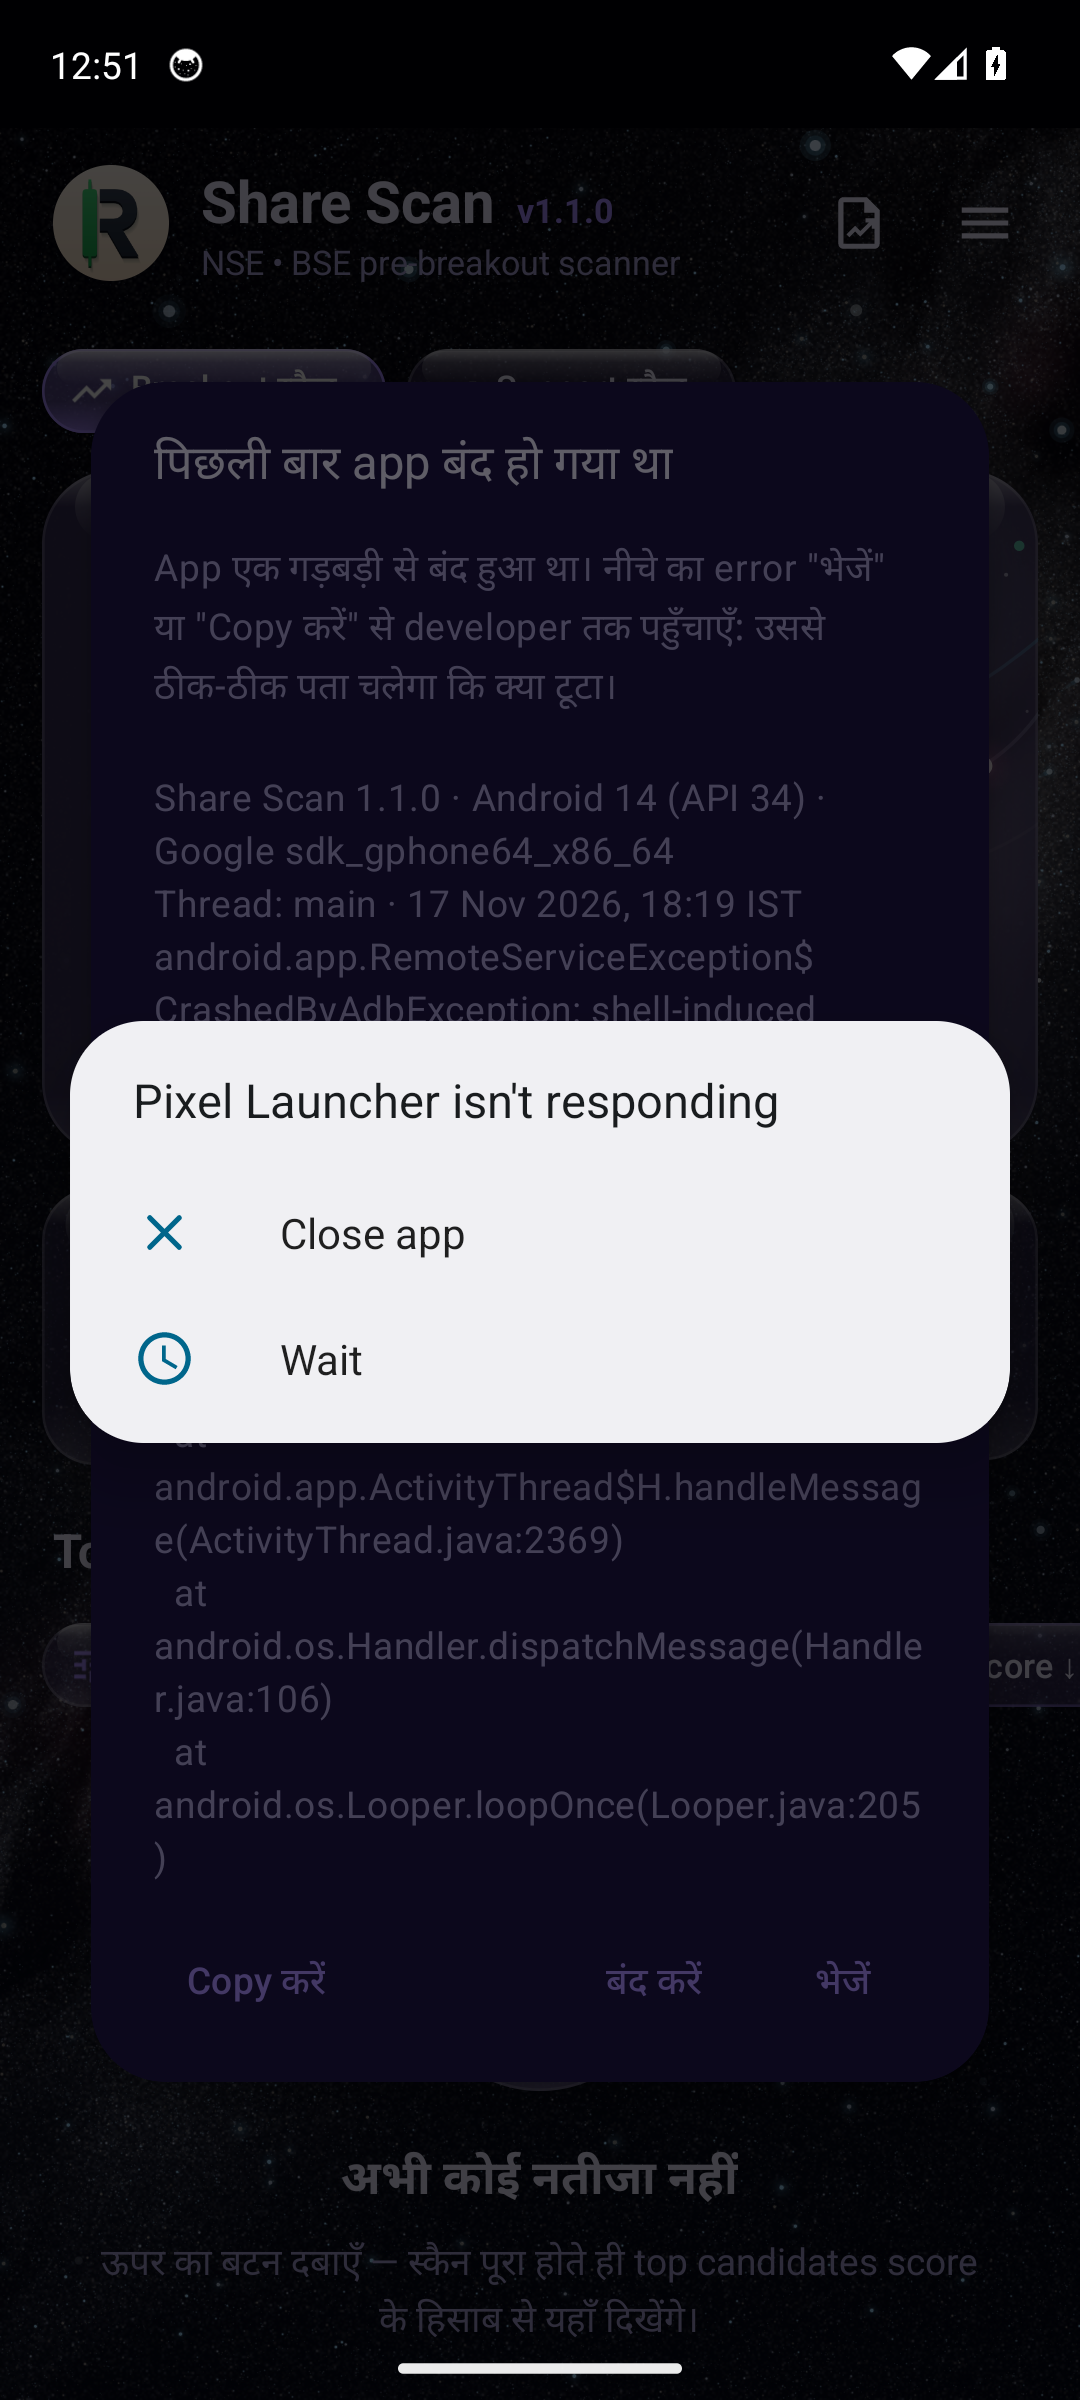 12:51
Share Scan v1.1.0
NSE • BSE pre-breakout scanner
पिछली बार app बंद हो गया था
App एक गड़बड़ी से बंद हुआ था। नीचे का error "भेजें"
या "Copy करें" से developer तक पहुँचाएँ: उससे
ठीक-ठीक पता चलेगा कि क्या टूटा।
Share Scan 1.1.0 · Android 14 (API 34) ·
Google sdk_gphone64_x86_64
Thread: main · 17 Nov 2026, 18:19 IST
android.app.RemoteServiceException$
CrashedByAdbException: shell-induced
Pixel Launcher isn't responding
Close app
Wait
android.app.ActivityThread$H.handleMessag
e(ActivityThread.java:2369)
at
android.os.Handler.dispatchMessage(Handle
r.java:106)
at
android.os.Looper.loopOnce(Looper.java:205
)
Copy करें बंद करें भेजें
अभी कोई नतीजा नहीं
ऊपर का बटन दबाएँ — स्कैन पूरा होते ही top candidates score
के हिसाब से यहाँ दिखेंगे।